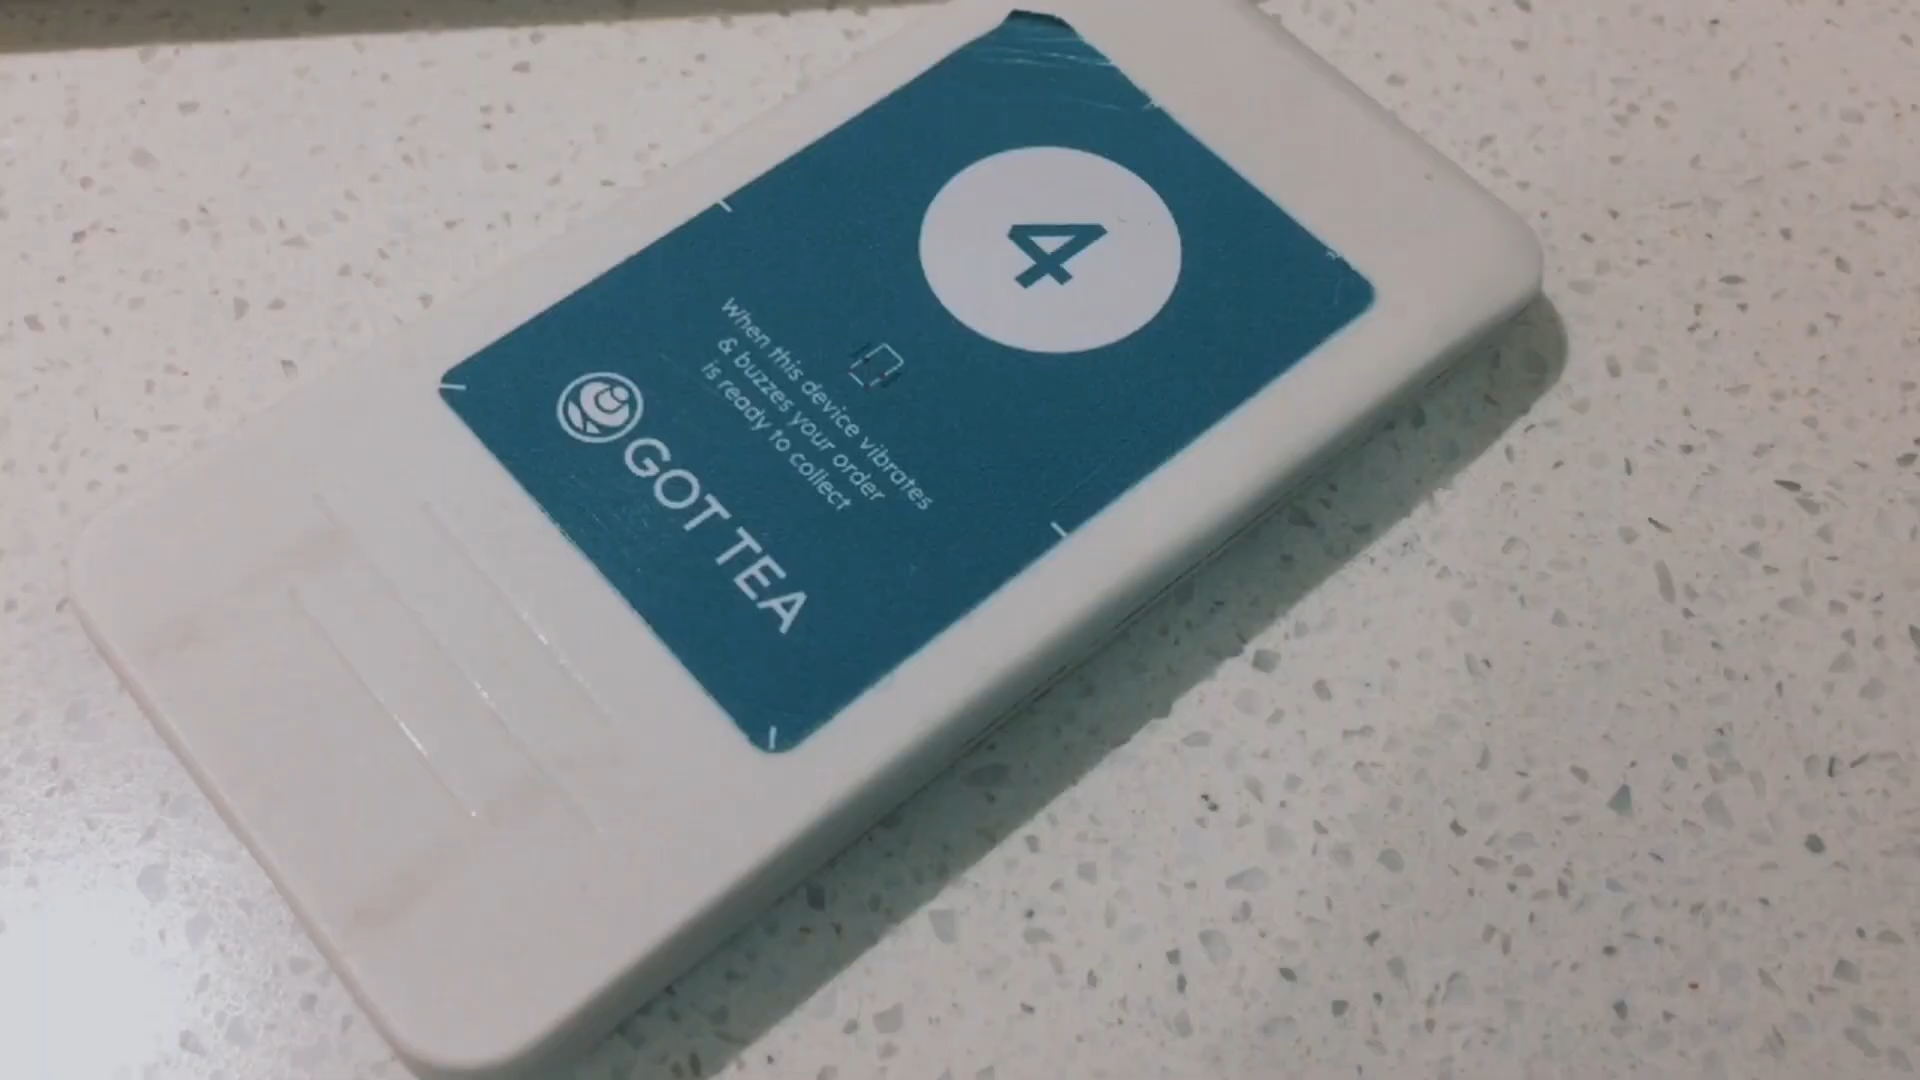 4
When this device vibrates
& buzzes your order
is ready to collect
GOT TEA